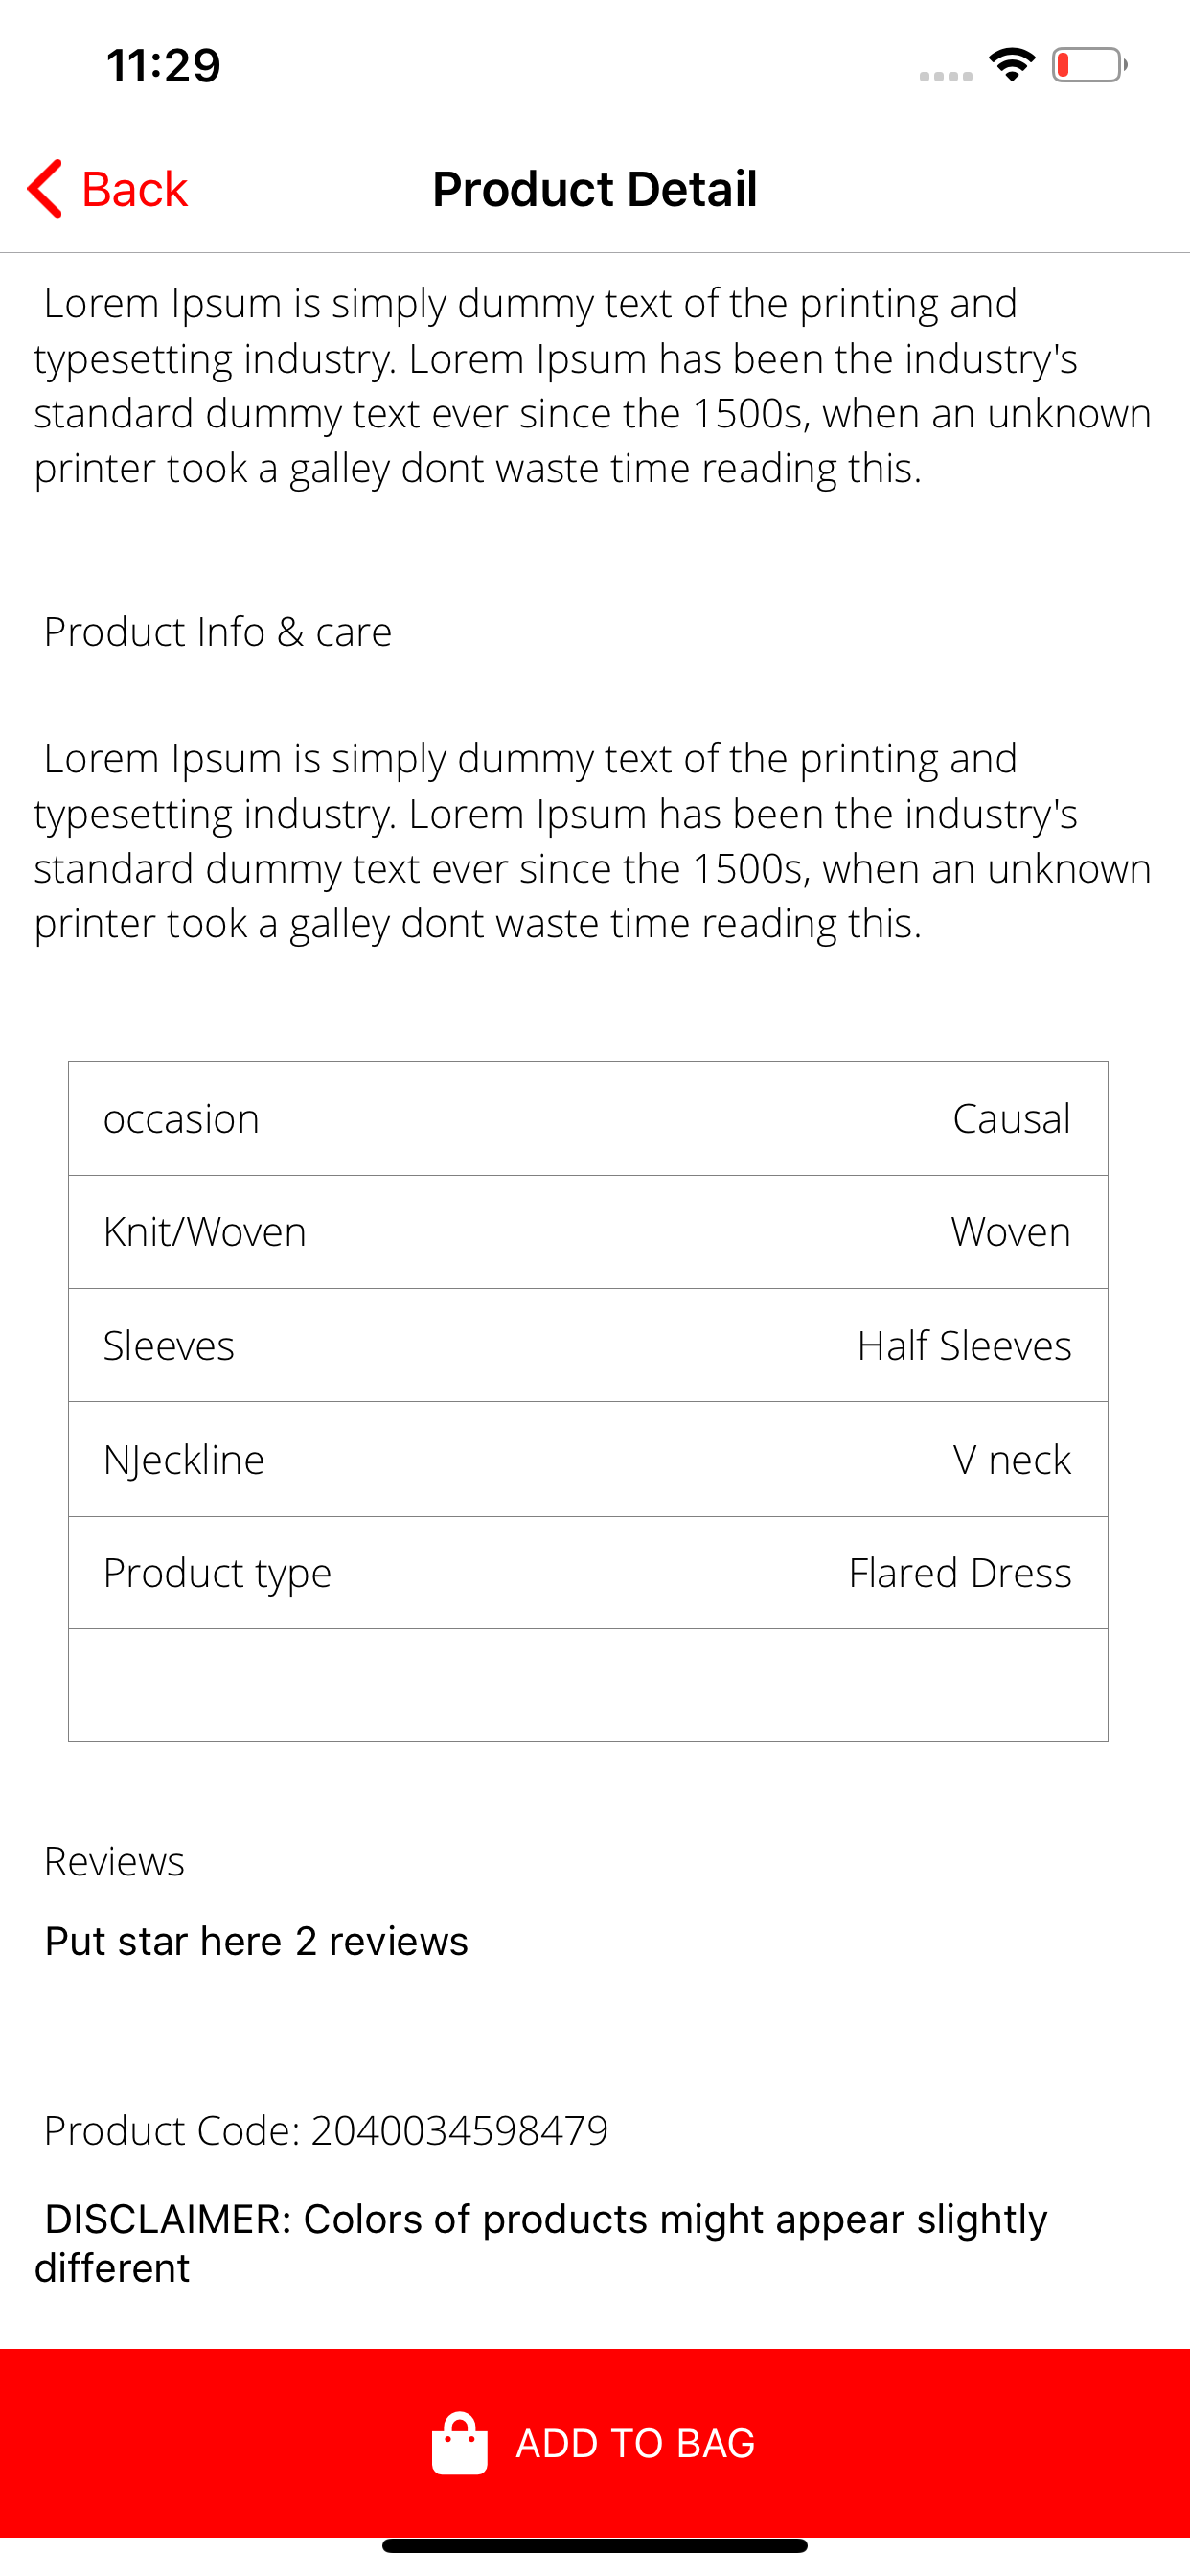 11:29
Back
Product Detail
Lorem Ipsum is simply dummy text of the printing and
typesetting industry. Lorem Ipsum has been the industry's
standard dummy text ever since the 1500s, when an unknown
printer took a galley dont waste time reading this.
Product Info & care
Lorem Ipsum is simply dummy text of the printing and
typesetting industry. Lorem Ipsum has been the industry's
standard dummy text ever since the 1500s, when an unknown
printer took a galley dont waste time reading this.
occasion Causal
Knit/Woven Woven
Sleeves Half Sleeves
NJeckline V neck
Product type Flared Dress
Reviews
Put star here 2 reviews
Product Code: 2040034598479
DISCLAIMER: Colors of products might appear slightly
different
ADD TO BAG